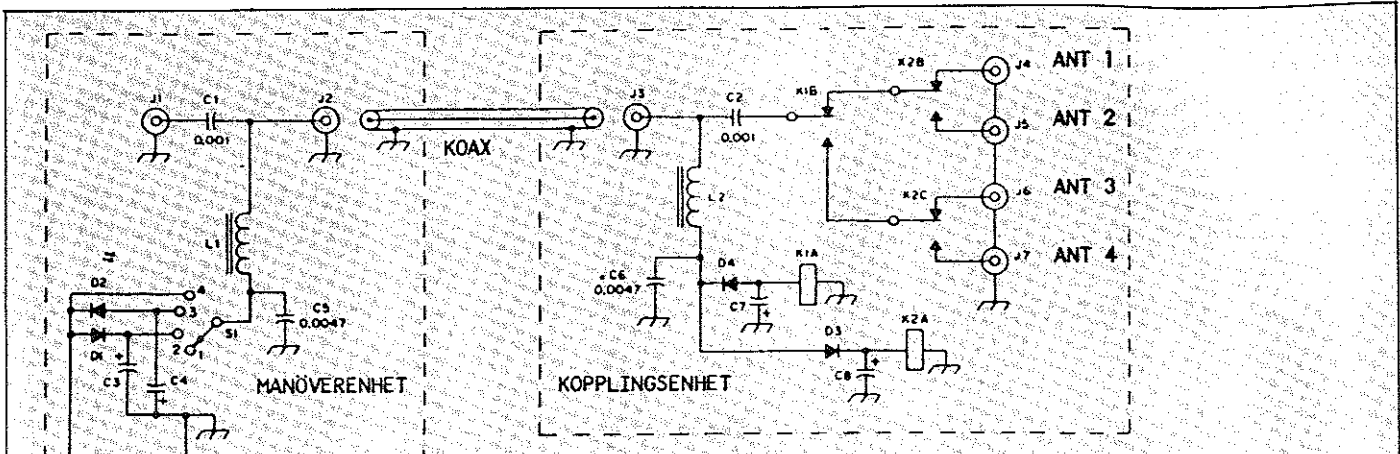 J1
C1
0,001
J2
KOAX
J3
C2
0,001
K1B
K2B
J4
ANT 1
J5
ANT 2
K2C
J6
ANT 3
J7
ANT 4
L1
L2
D2
4
3
2
1
S1
D1
C3
C4
C5
0.0047
C6
0.0047
D4
C7
K1A
D3
C8
K2A
MANÖVERENHET
KOPPLINGSENHET